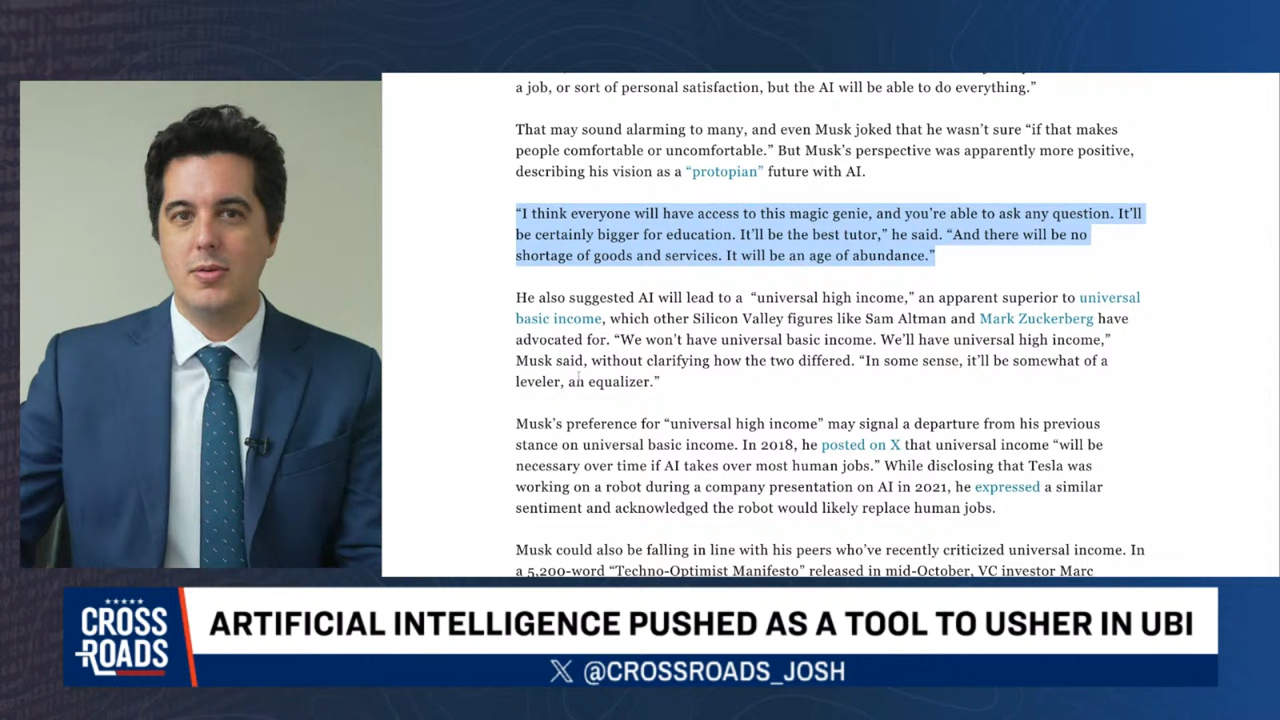 a job, or sort of personal satisfaction, but the AI will be able to do everything.”
That may sound alarming to many, and even Musk joked that he wasn’t sure “if that makes
people comfortable or uncomfortable.” But Musk’s perspective was apparently more positive,
describing his vision as a “protopian” future with AI.
“I think everyone will have access to this magic genie, and you’re able to ask any question. It’ll
be certainly bigger for education. It’ll be the best tutor,” he said. “And there will be no
shortage of goods and services. It will be an age of abundance.”
He also suggested AI will lead to a “universal high income,” an apparent superior to universal
basic income, which other Silicon Valley figures like Sam Altman and Mark Zuckerberg have
advocated for. “We won’t have universal basic income. We’ll have universal high income,”
Musk said, without clarifying how the two differed. “In some sense, it’ll be somewhat of a
leveler, an equalizer.”
Musk’s preference for “universal high income” may signal a departure from his previous
stance on universal basic income. In 2018, he posted on X that universal income “will be
necessary over time if AI takes over most human jobs.” While disclosing that Tesla was
working on a robot during a company presentation on AI in 2021, he expressed a similar
sentiment and acknowledged the robot would likely replace human jobs.
Musk could also be falling in line with his peers who’ve recently criticized universal income. In
a 5,200-word “Techno-Optimist Manifesto” released in mid-October, VC investor Marc
CROSS
ROADS
ARTIFICIAL INTELLIGENCE PUSHED AS A TOOL TO USHER IN UBI
@CROSSROADS_JOSH